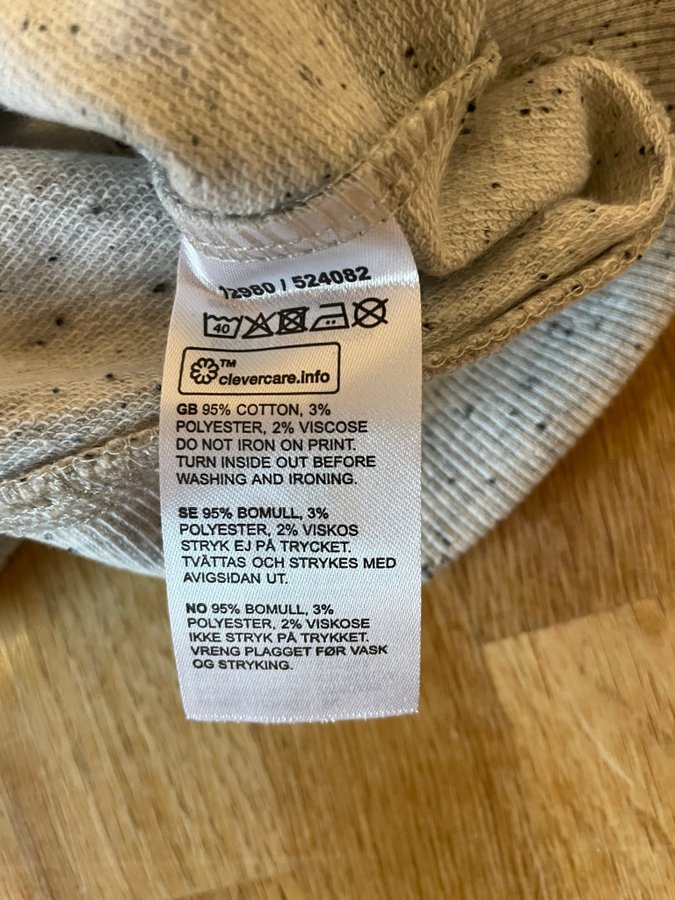 12980 / 524082
40
TM
clevercare.info
GB 95% COTTON, 3%
POLYESTER, 2% VISCOSE
DO NOT IRON ON PRINT.
TURN INSIDE OUT BEFORE
WASHING AND IRONING.
SE 95% BOMULL, 3%
POLYESTER, 2% VISKOS
STRYK EJ PÅ TRYCKET.
TVÄTTAS OCH STRYKES MED
AVIGSIDAN UT.
NO 95% BOMULL, 3%
POLYESTER, 2% VISKOSE
IKKE STRYK PÅ TRYKKET.
VRENG PLAGGET FØR VASK
OG STRYKING.